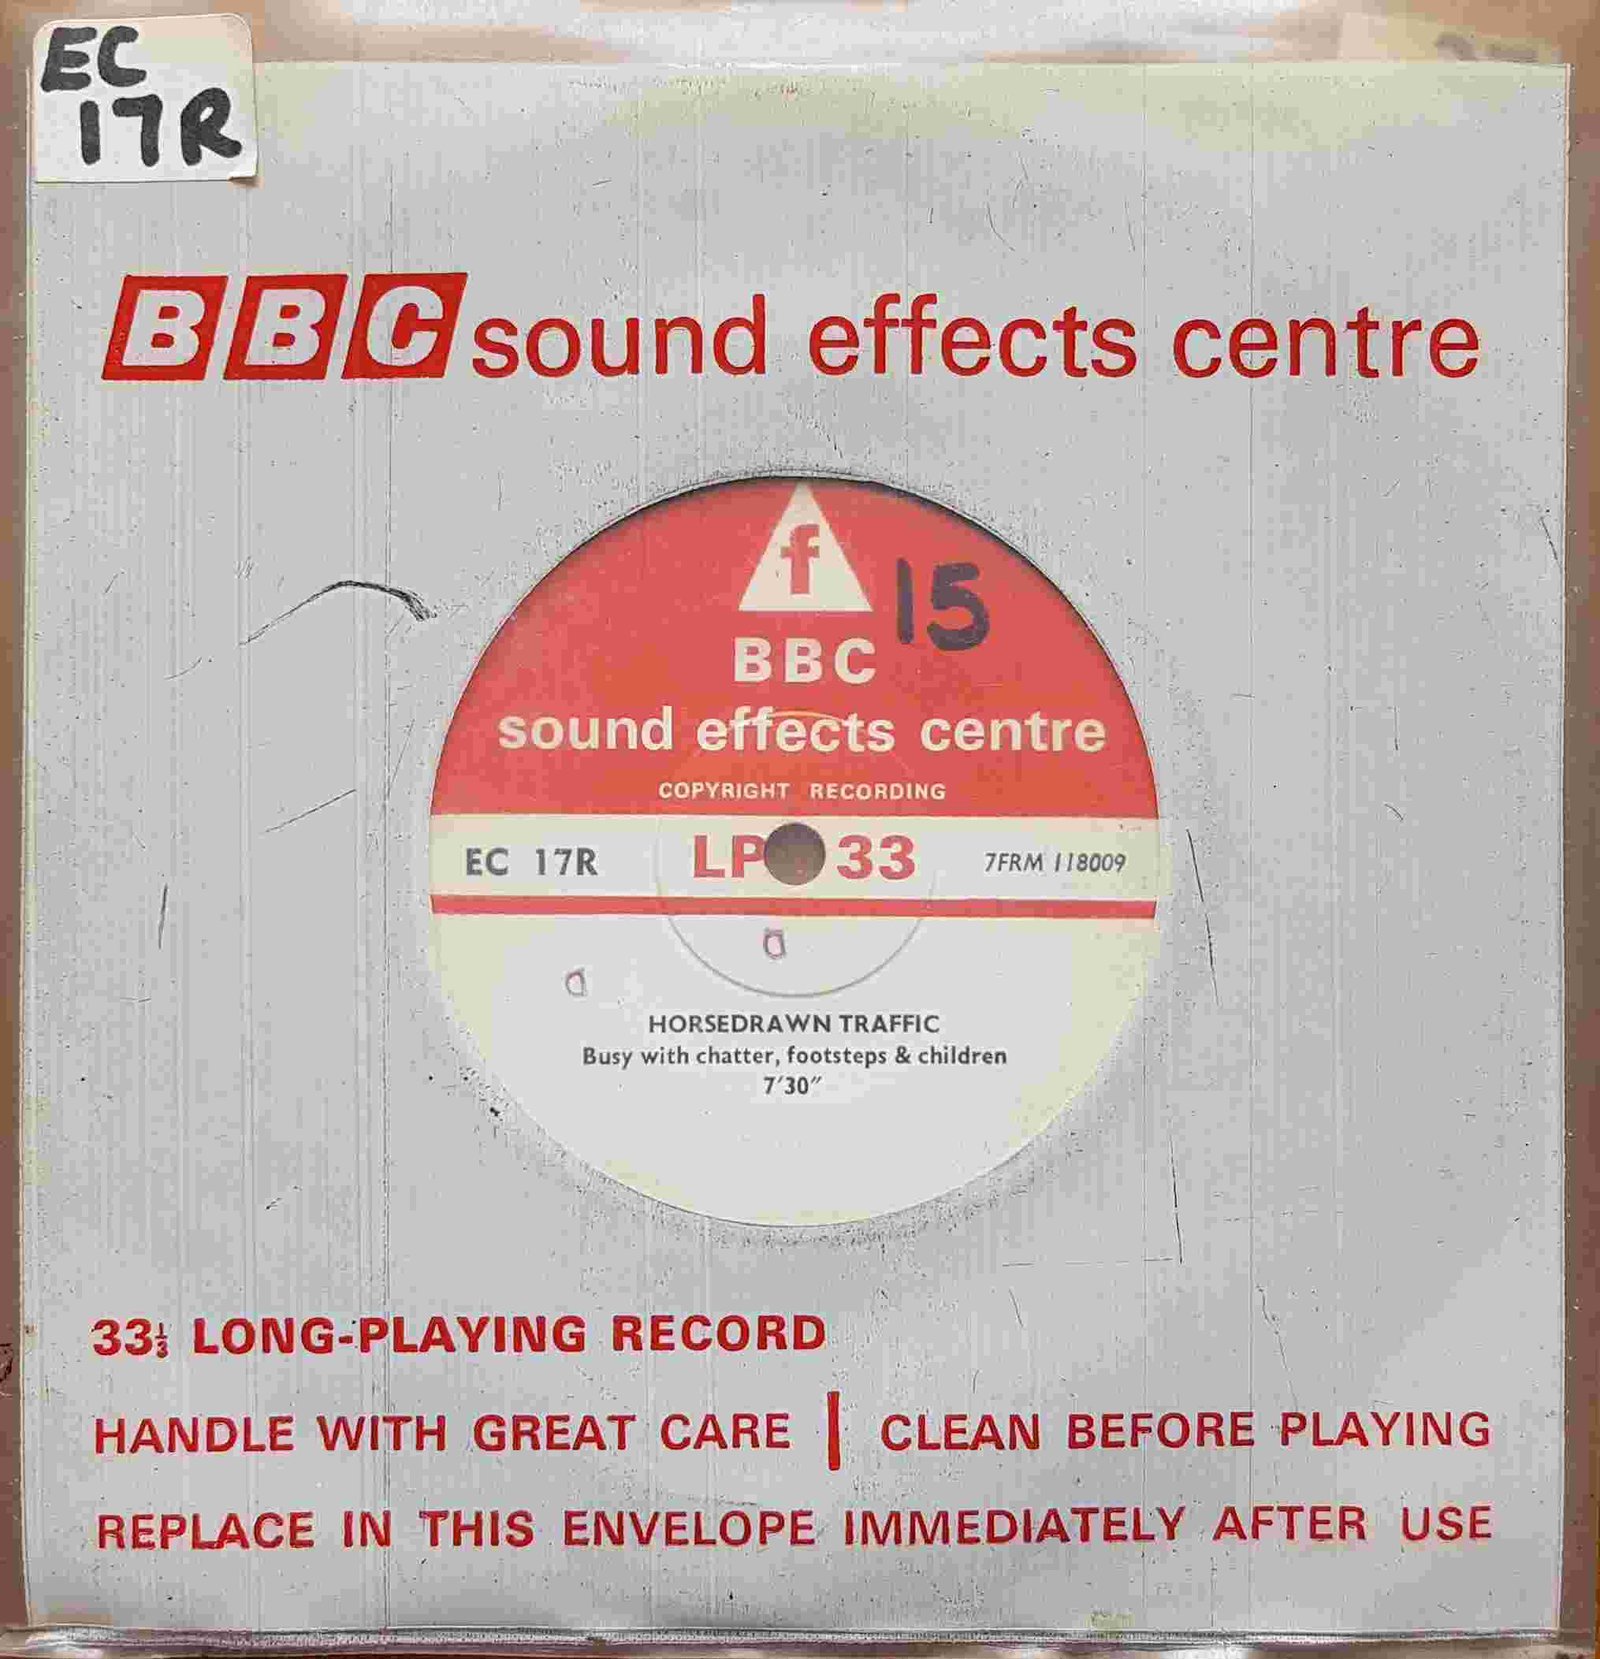 EC
17R
BBC sound effects centre
f
15
BBC
sound effects centre
COPYRIGHT RECORDING
EC 17R LP 33 7FRM 118009
a
a
HORSEDRAWN TRAFFIC
Busy with chatter, footsteps & children
7′30″
33⅓ LONG-PLAYING RECORD
HANDLE WITH GREAT CARE | CLEAN BEFORE PLAYING
REPLACE IN THIS ENVELOPE IMMEDIATELY AFTER USE